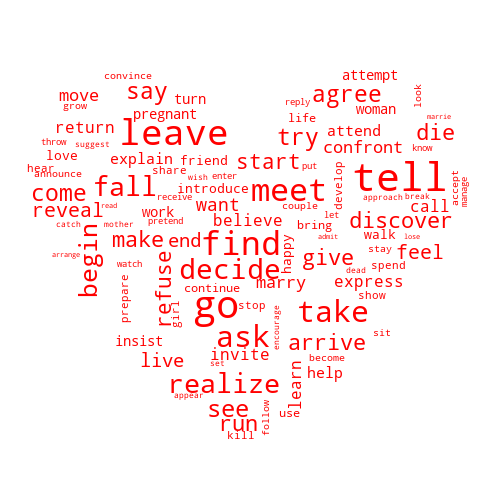 convince
attempt
say
move
turn
agree
look
reply
grow
pregnant
life
woman
marrie
return
leave
try
attend
die
throw
suggest
confront
know
love
explain
friend
start
put
hear
share
announce
come
fall
wish
enter
introduce
meet
develop
tell
accept
manage
read
receive
approach
break
reveal
work
want
couple
let
call
catch
mother
pretend
believe
bring
discover
walk
begin
make
end
find
happy
admit
lose
arrange
watch
refuse
decide
give
stay
feel
dead
spend
prepare
girl
continue
marry
express
go
stop
take
show
insist
ask
encourage
arrive
sit
live
invite
set
become
realize
learn
help
appear
see
follow
use
run
kill